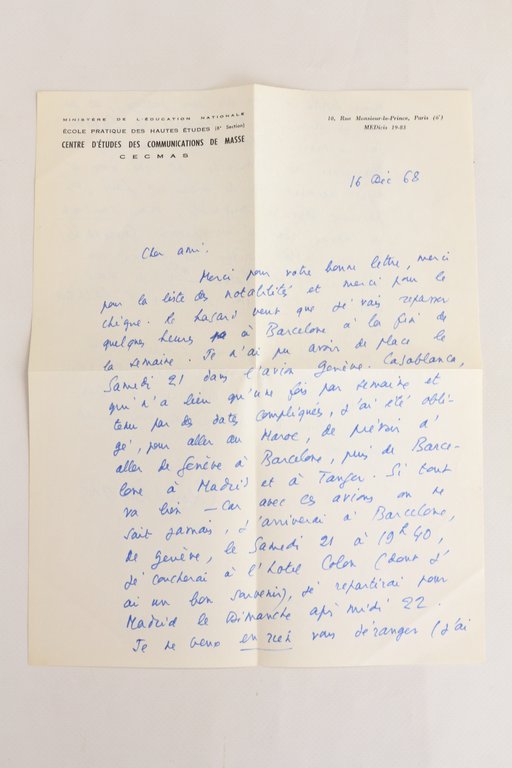 MINISTÈRE DE L'ÉDUCATION NATIONALE
ÉCOLE PRATIQUE DES HAUTES ÉTUDES (6e Section)
CENTRE D'ÉTUDES DES COMMUNICATIONS DE MASSE
CECMAS
10, Rue Monsieur-le-Prince, Paris (6e)
MEDicis 19-83
16 Déc 68
Cher ami.
Merci pour votre bonne lettre, merci
pour la liste des notabilités et merci pour le
chèque. Le hasard veut que je vais repasser
quelques heures à Barcelone à la fin de
la semaine. Je n'ai pu avoir de place le
Samedi 21 dans l'avion Genève. Casablanca,
qui n'a lieu qu'une fois par semaine et
tenu par des dates compliquées, j'ai été obli-
gé, pour aller au Maroc, de prévoir d'
aller de Genève à Barcelone, puis de Barce-
lone à Madrid et à Tanger. Si tout
va bien – car avec ces avions on ne
sait jamais, j'arriverai à Barcelone,
de Genève, le Samedi 21 à 19h40,
je coucherai à l'hotel Colon (dont j'
ai un bon souvenir), je repartirai pour
Madrid le Dimanche après midi 22.
Je ne veux en rien vous déranger (j'ai